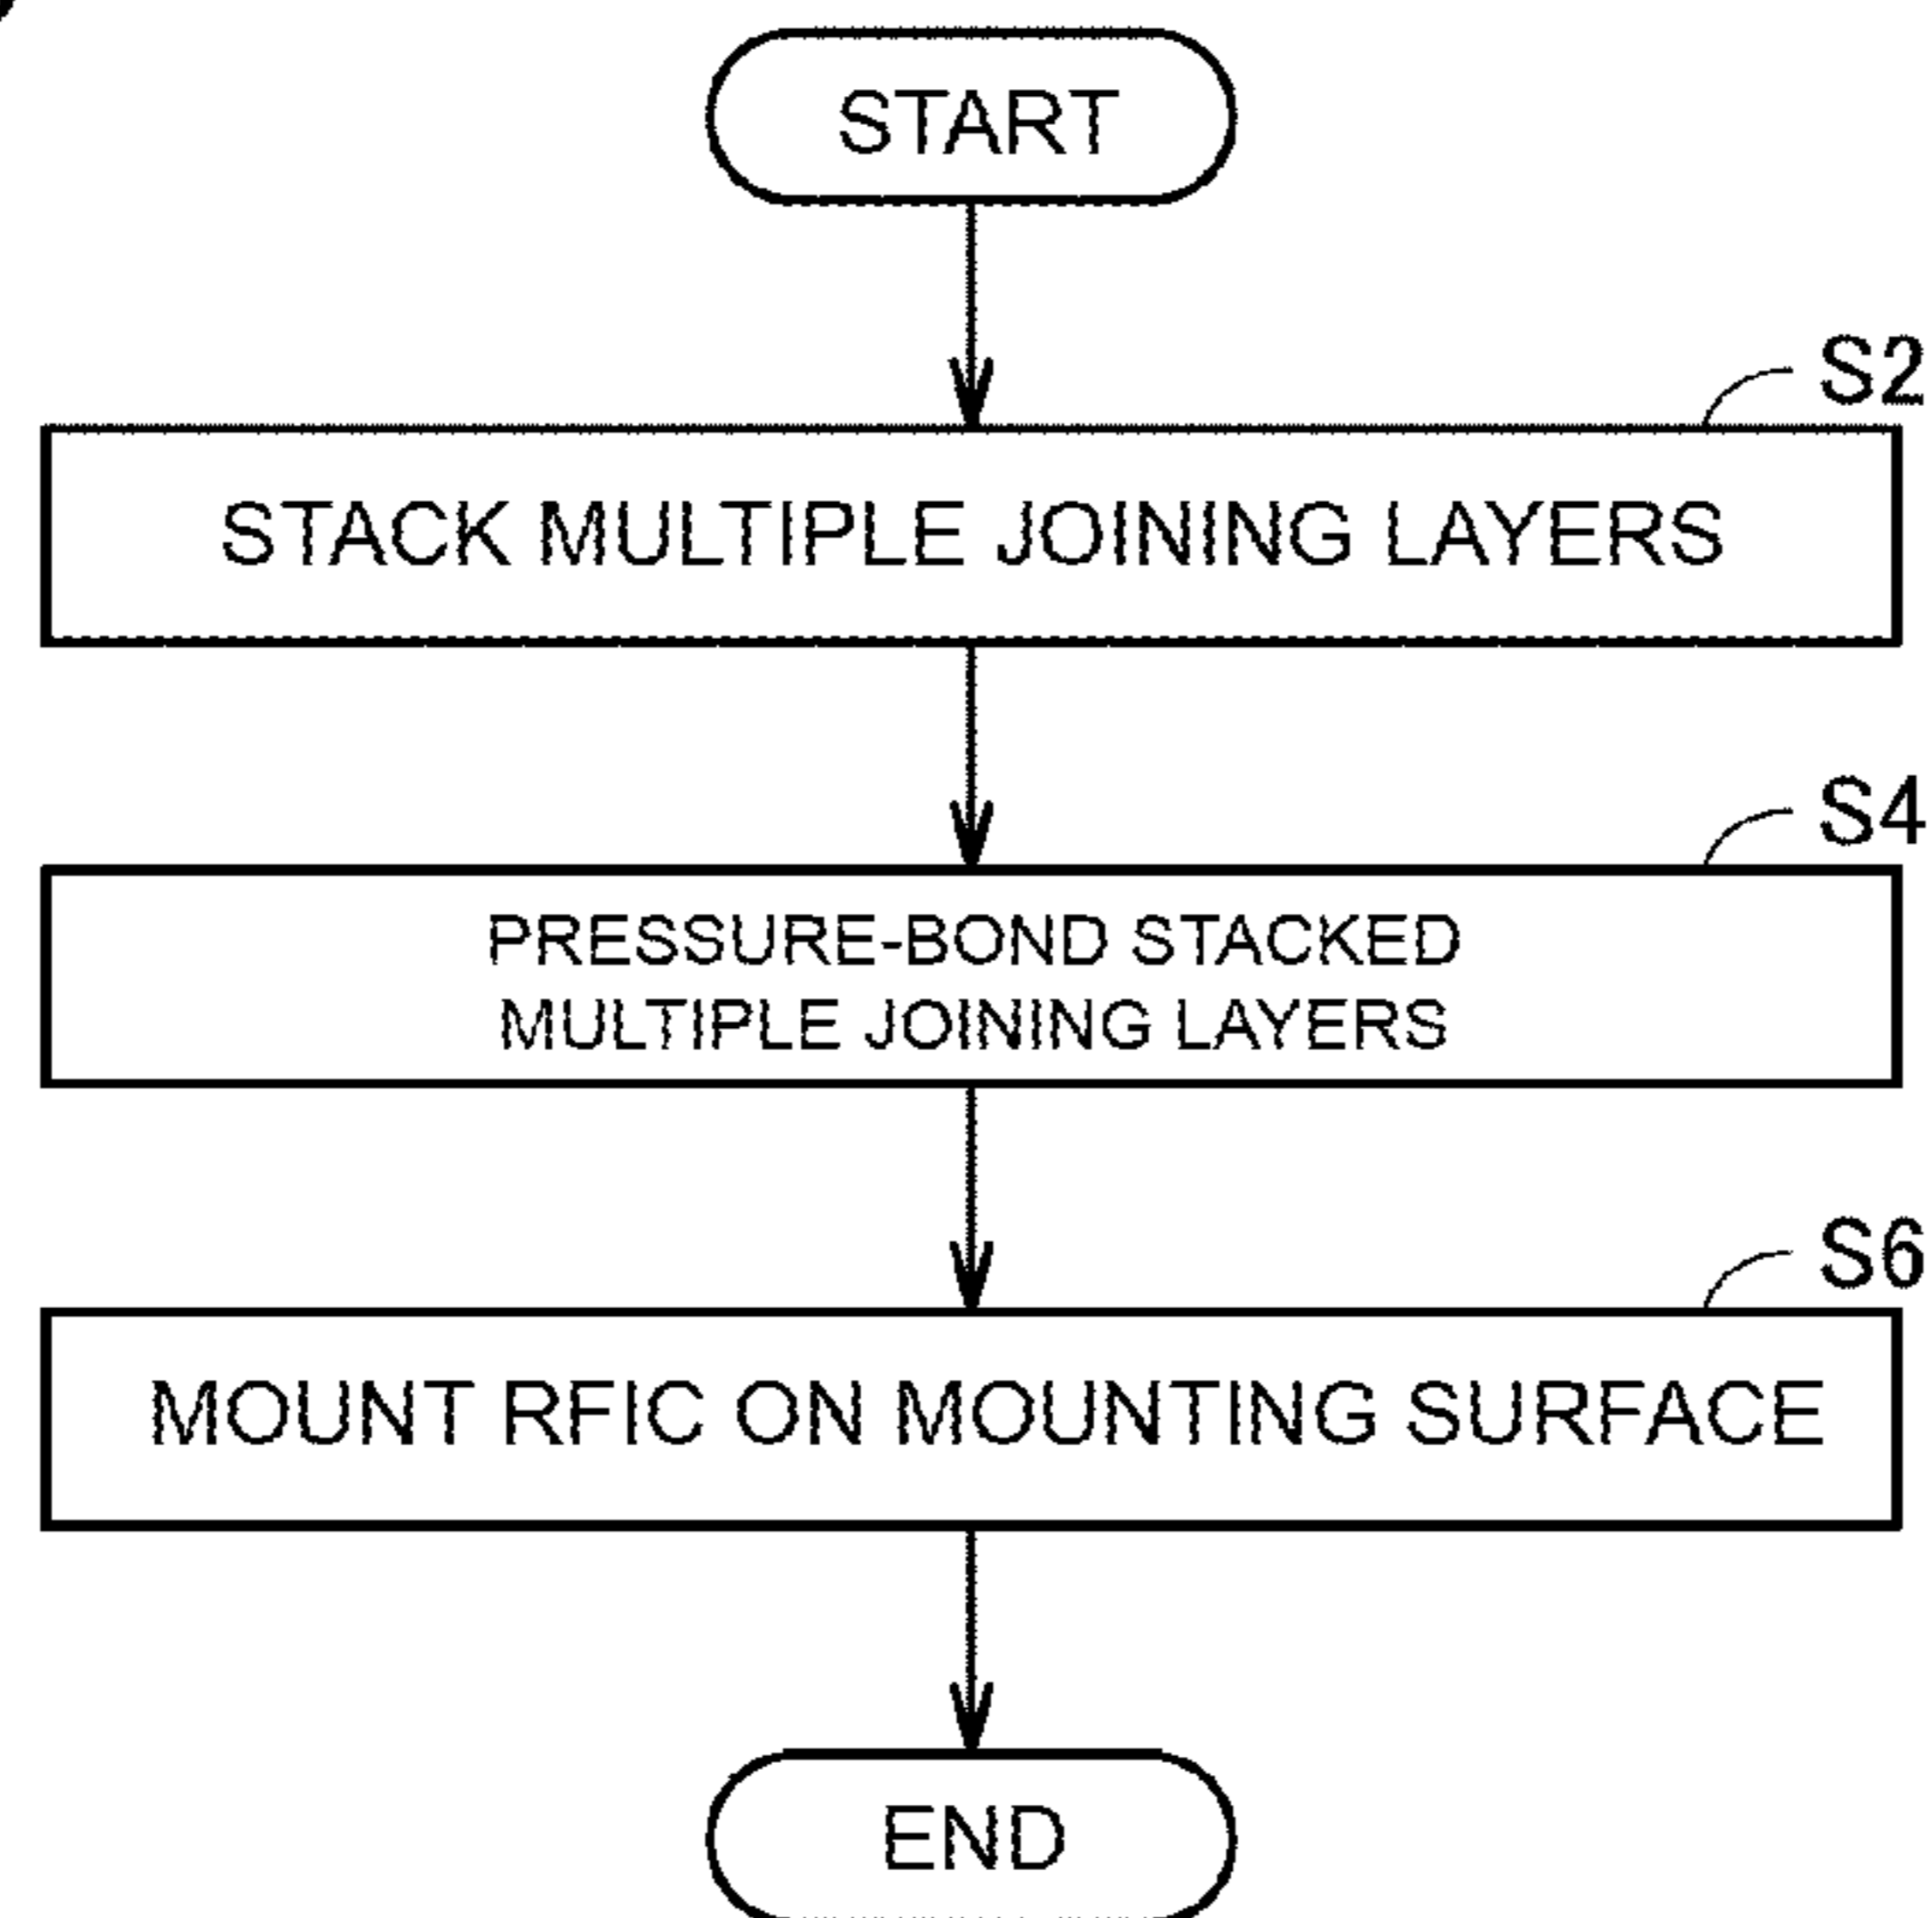 START
S2
STACK MULTIPLE JOINING LAYERS
S4
PRESSURE-BOND STACKED
MULTIPLE JOINING LAYERS
S6
MOUNT RFIC ON MOUNTING SURFACE
END